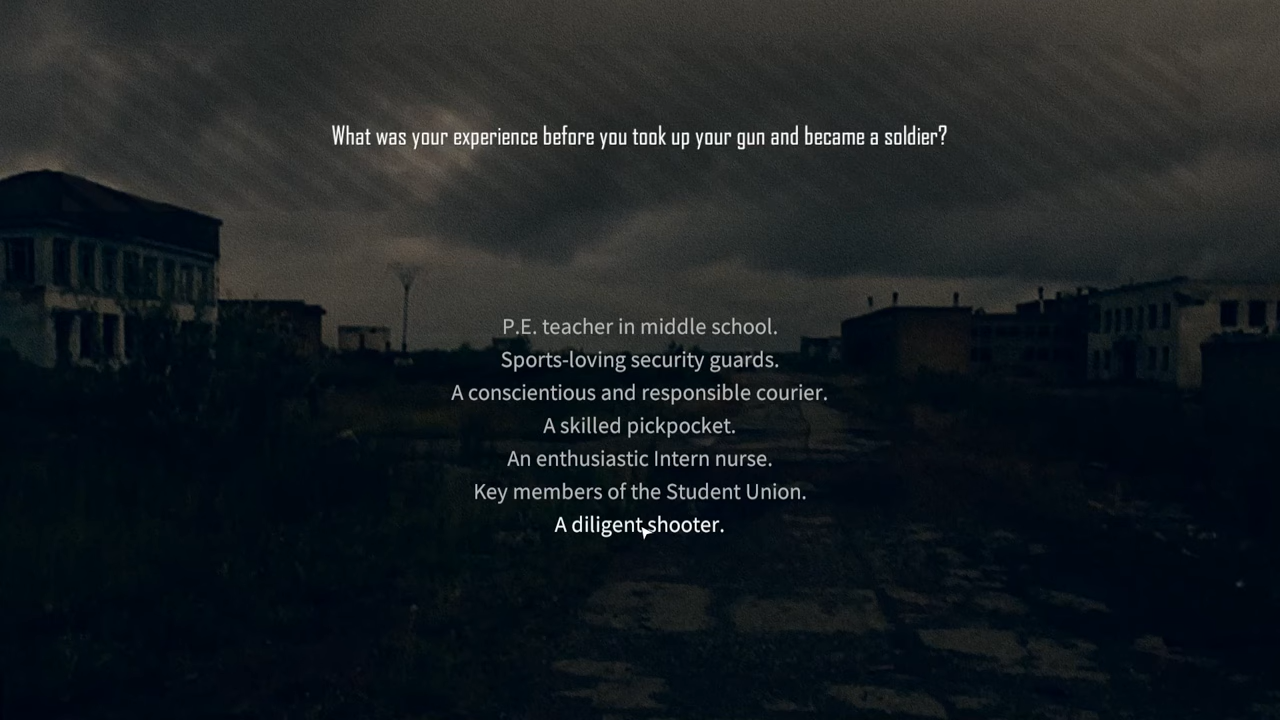 What was your experience before you took up your gun and became a soldier?
P.E. teacher in middle school.
Sports-loving security guards.
A conscientious and responsible courier.
A skilled pickpocket.
An enthusiastic Intern nurse.
Key members of the Student Union.
A diligent shooter.